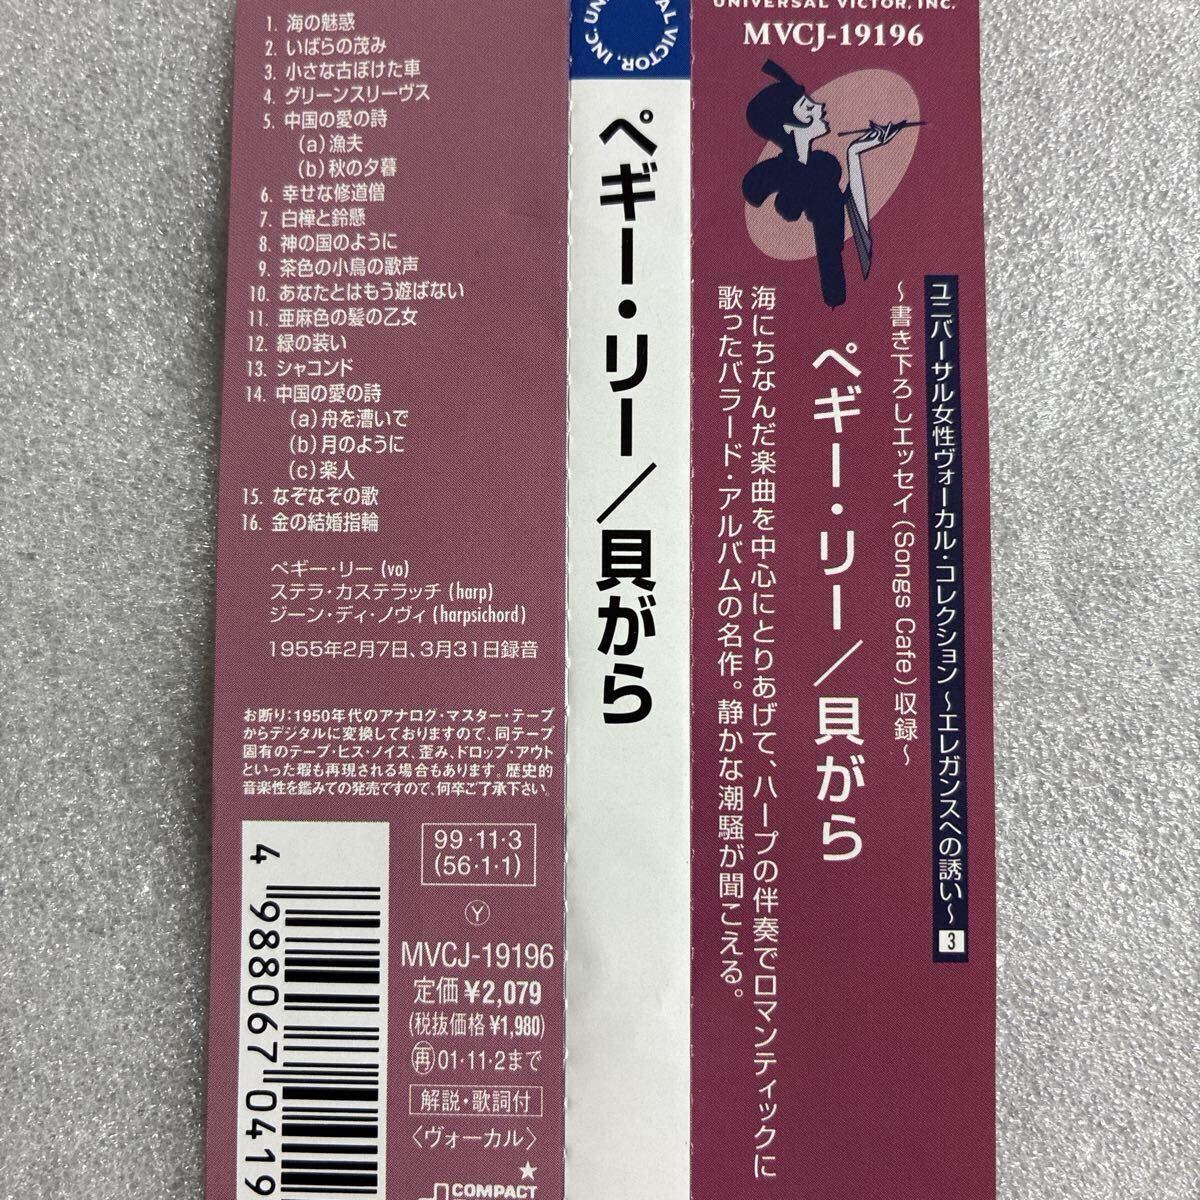 1. 海の魅惑
2. いばらの茂み
3. 小さな古ぼけた車
4. グリーンスリーヴス
5. 中国の愛の詩
(a)漁夫
(b)秋の夕暮
6. 幸せな修道僧
7. 白樺と鈴懸
8. 神の国のように
9. 茶色の小鳥の歌声
10. あなたとはもう遊ばない
11. 亜麻色の髪の乙女
12. 緑の装い
13. シャコンド
14. 中国の愛の詩
(a)舟を漕いで
(b)月のように
(c)楽人
15. なぞなぞの歌
16. 金の結婚指輪
ペギー・リー(vo)
ステラ・カステラッチ(harp)
ジーン・ディ・ノヴィ(harpsichord)
1955年2月7日、3月31日録音
お断り：1950年代のアナログ・マスター・テープ
からデジタルに変換しておりますので、同テープ
固有のテープ・ヒス・ノイズ、歪み、ドロップ・アウト
といった瑕も再現される場合もあります。歴史的
音楽性を鑑みての発売ですので、何卒ご了承下さい。
4 988067 0419
99・11・3
(56・1・1)
Ⓨ
MVCJ-19196
定価¥2,079
(税抜価格¥1,980)
㊢01・11・2まで
解説・歌詞付
〈ヴォーカル〉
★
COMPACT
VICTOR, INC. UN
ペギー・リー／貝がら
UNIVERSAL VICTOR, INC.
MVCJ-19196
ユニバーサル女性ヴォーカル・コレクション〜エレガンスへの誘い〜 3
〜書き下ろしエッセイ(Songs Cafe)収録〜
ペギー・リー／貝がら
海にちなんだ楽曲を中心にとりあげて、ハープの伴奏でロマンティックに
歌ったバラード・アルバムの名作。静かな潮騒が聞こえる。